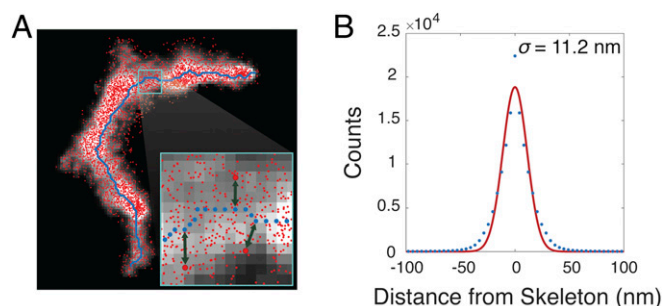 A
B
2.5
×10⁴
σ = 11.2 nm
2
1.5
1
0.5
0
Counts
-100
-50
0
50
100
Distance from Skeleton (nm)